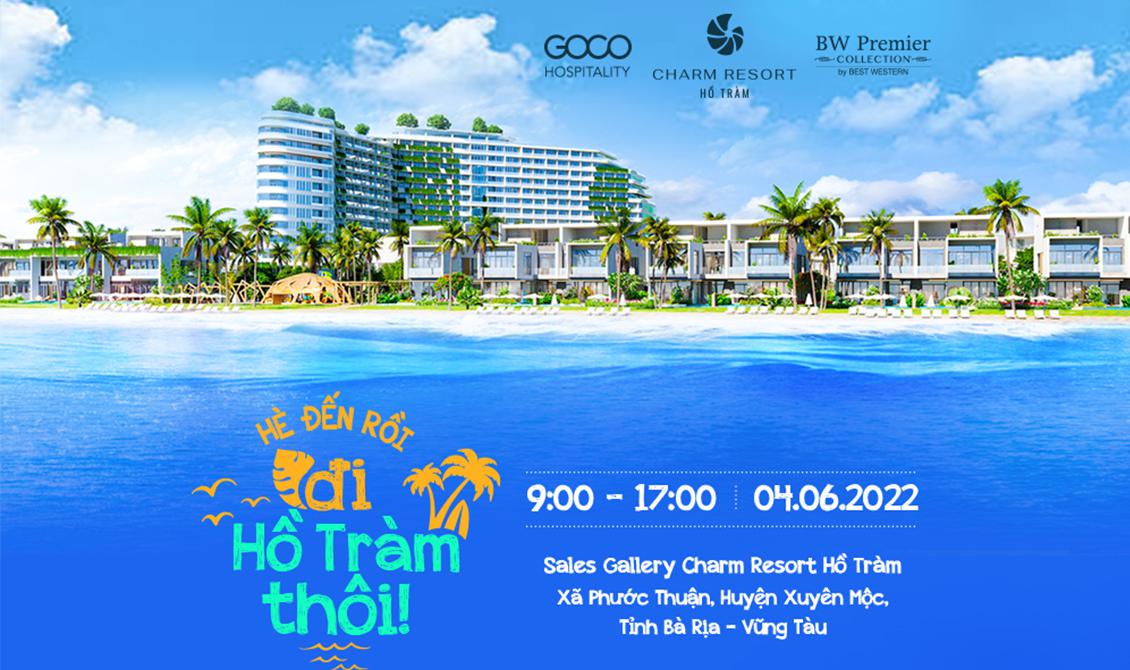 GOCO
HOSPITALITY
CHARM RESORT
HỒ TRÀM
BW Premier
COLLECTION
by BEST WESTERN
HÈ ĐẾN RỒI
đi
Hồ Tràm
thôi!
9:00 - 17:00 04.06.2022
Sales Gallery Charm Resort Hồ Tràm
Xã Phước Thuận, Huyện Xuyên Mộc,
Tỉnh Bà Rịa - Vũng Tàu